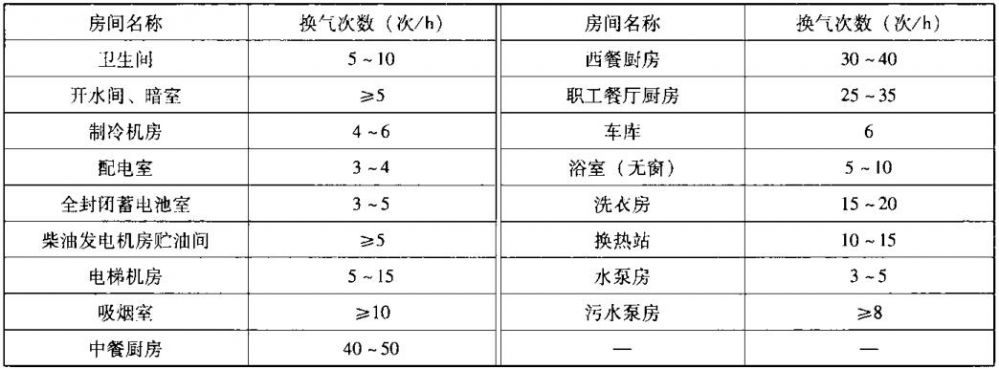 房间名称 换气次数（次/h） 房间名称 换气次数（次/h）
卫生间 5~10 西餐厨房 30~40
开水间、暗室 ≥5 职工餐厅厨房 25~35
制冷机房 4~6 车库 6
配电室 3~4 浴室（无窗） 5~10
全封闭蓄电池室 3~5 洗衣房 15~20
柴油发电机房贮油间 ≥5 换热站 10~15
电梯机房 5~15 水泵房 3~5
吸烟室 ≥10 污水泵房 ≥8
中餐厨房 40~50 — —